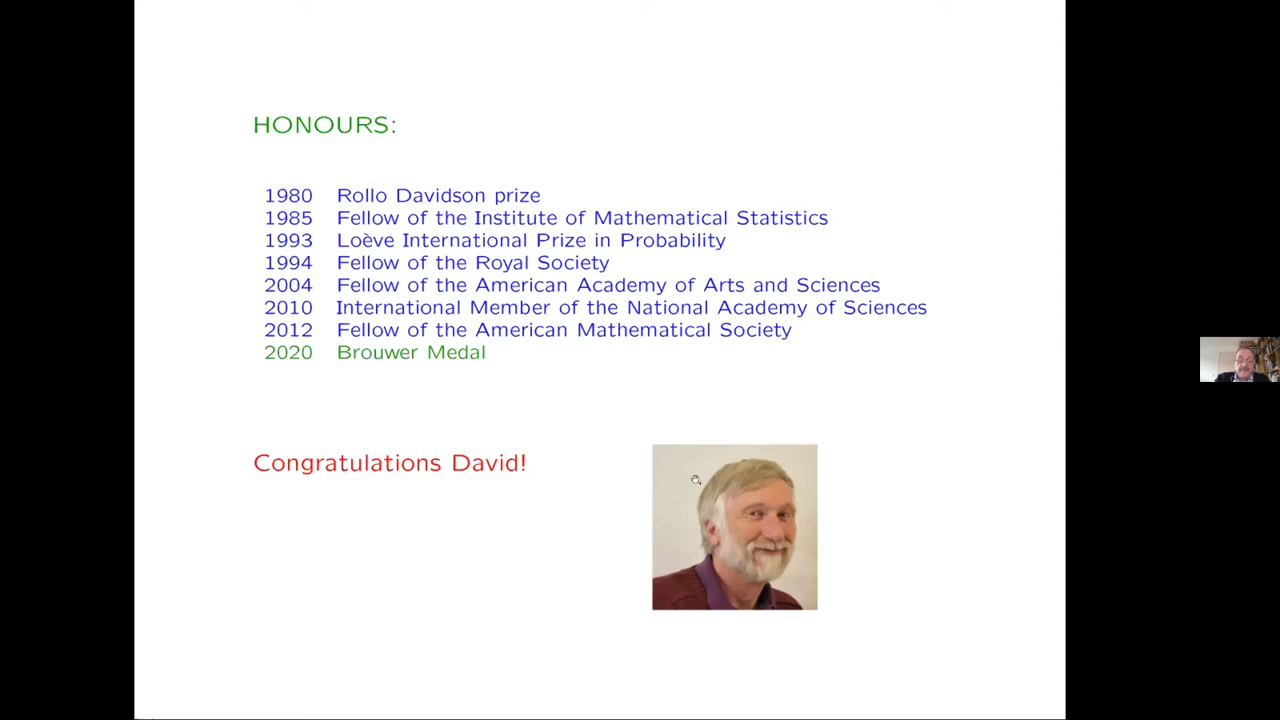 HONOURS:
1980 Rollo Davidson prize
1985 Fellow of the Institute of Mathematical Statistics
1993 Loève International Prize in Probability
1994 Fellow of the Royal Society
2004 Fellow of the American Academy of Arts and Sciences
2010 International Member of the National Academy of Sciences
2012 Fellow of the American Mathematical Society
2020 Brouwer Medal
Congratulations David!